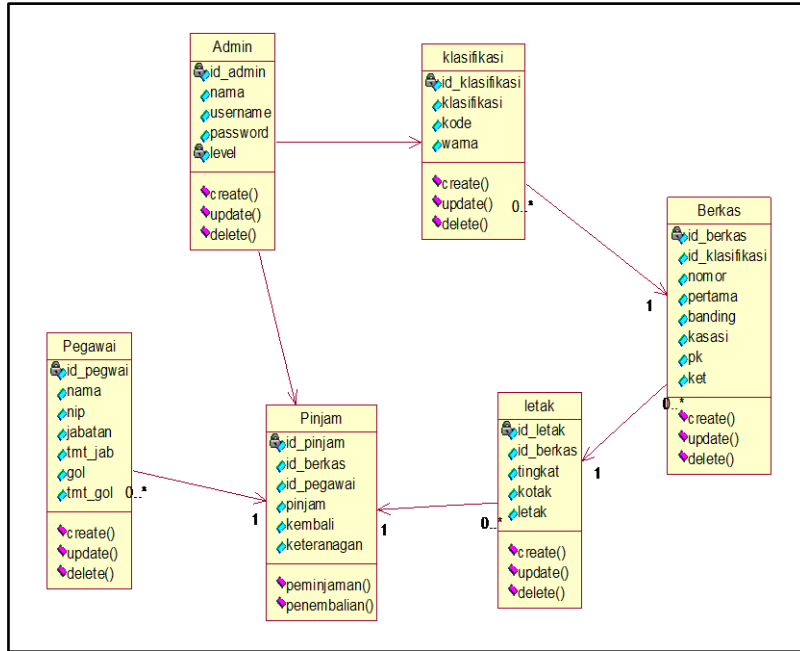 Admin
id_admin
nama
username
password
level
create()
update()
delete()
klasifikasi
id_klasifikasi
klasifikasi
kode
warna
create()
update()
delete()
0..*
Berkas
id_berkas
id_klasifikasi
nomor
pertama
banding
kasasi
pk
ket
create()
update()
delete()
1
0..*
Pegawai
id_pegwai
nama
nip
jabatan
tmt_jab
gol
tmt_gol
create()
update()
delete()
0..*
Pinjam
id_pinjam
id_berkas
id_pegawai
pinjam
kembali
keteranagan
peminjaman()
penembalian()
1
1
letak
id_letak
id_berkas
tingkat
kotak
letak
create()
update()
delete()
0..*
1